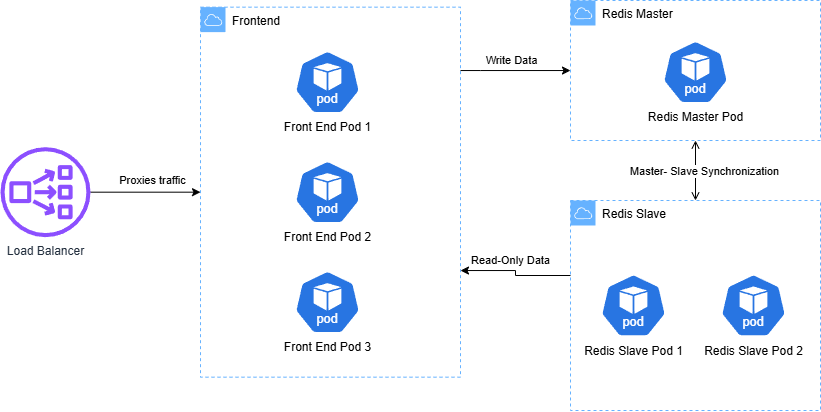 Frontend
pod
Front End Pod 1
pod
Front End Pod 2
pod
Front End Pod 3
Load Balancer
Proxies traffic
Write Data
Redis Master
pod
Redis Master Pod
Master- Slave Synchronization
Read-Only Data
Redis Slave
pod
Redis Slave Pod 1
pod
Redis Slave Pod 2